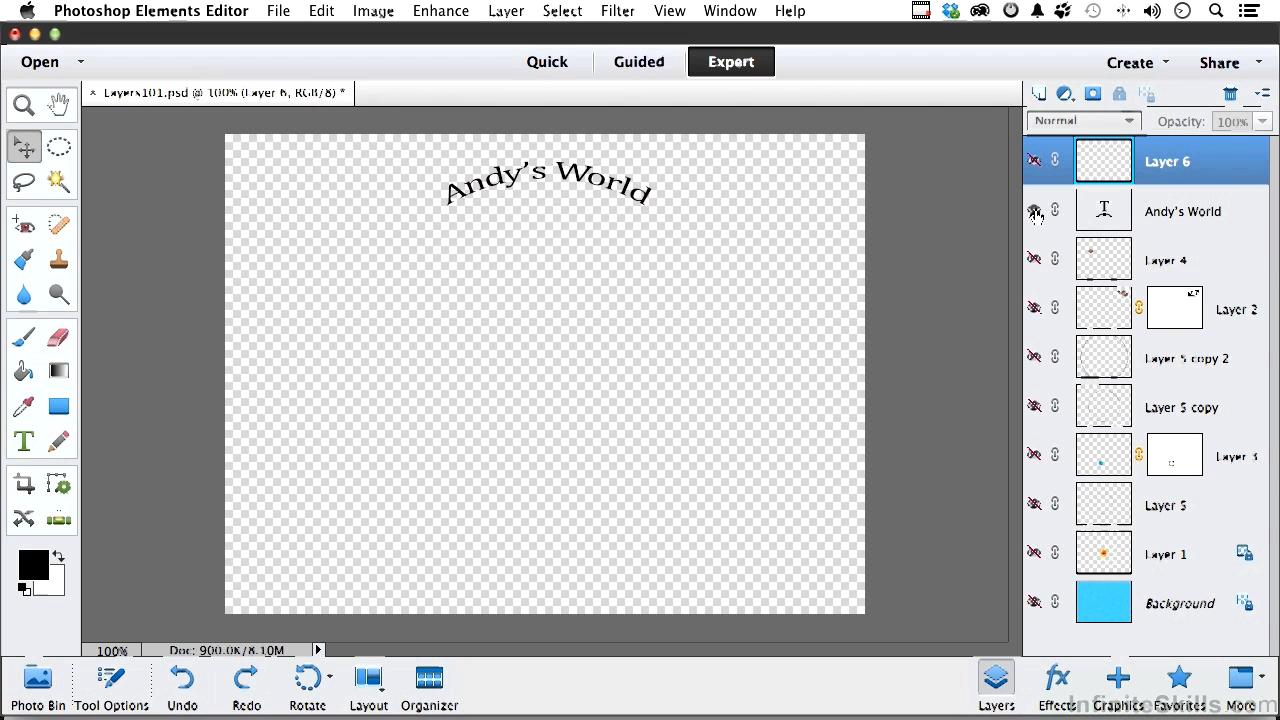 Photoshop Elements Editor File Edit Image Enhance Layer Select Filter View Window Help
Open Quick Guided Expert Create Share
× Layers101.psd @ 100% (Layer 6, RGB/8) *
Normal Opacity: 100%
Andy's World
Layer 6
Andy's World
Layer 4
Layer 2
Layer 5 copy 2
Layer 5 copy
Layer 3
Layer 5
Layer 1
Background
T
T
100% Doc: 900.0K/8.10M
Photo Bin Tool Options Undo Redo Rotate Layout Organizer Layers fx Effects Graphics Favorites More
InfiniteSkills.com